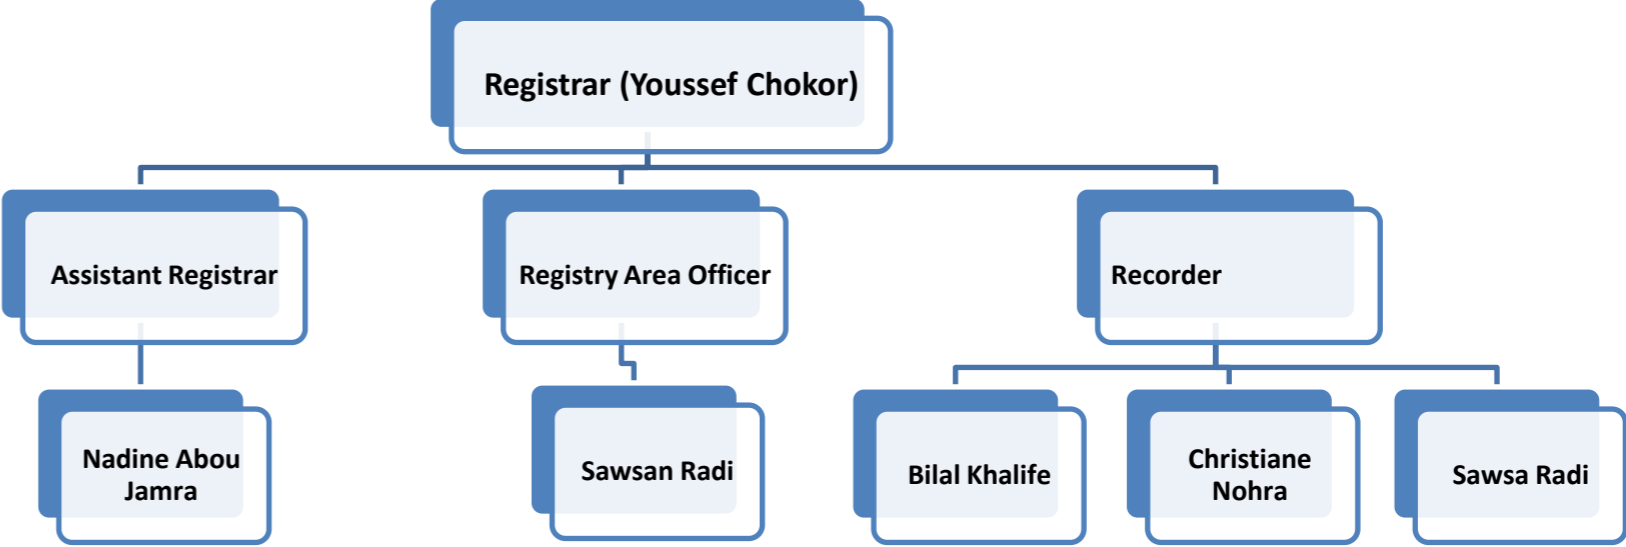 Registrar (Youssef Chokor)
Assistant Registrar
Registry Area Officer
Recorder
Nadine Abou
Jamra
Sawsan Radi
Bilal Khalife
Christiane
Nohra
Sawsa Radi